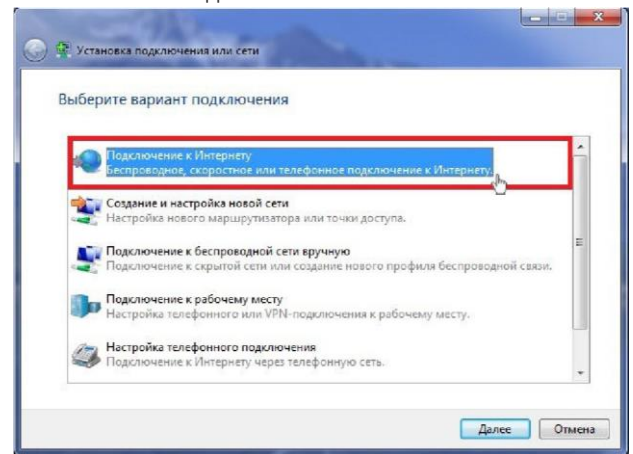 Установка подключения или сети
Выберите вариант подключения
Подключение к Интернету
Беспроводное, скоростное или телефонное подключение к Интернету.
Создание и настройка новой сети
Настройка нового маршрутизатора или точки доступа.
Подключение к беспроводной сети вручную
Подключение к скрытой сети или создание нового профиля беспроводной связи.
Подключение к рабочему месту
Настройка телефонного или VPN-подключения к рабочему месту.
Настройка телефонного подключения
Подключение к Интернету через телефонную сеть.
Далее
Отмена